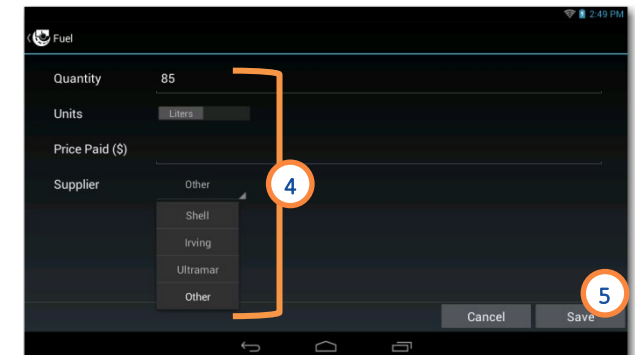 2:49 PM
Fuel
Quantity 85
Units Liters
Price Paid ($)
Supplier Other
4
Shell
Irving
Ultramar
Other
5
Cancel Save